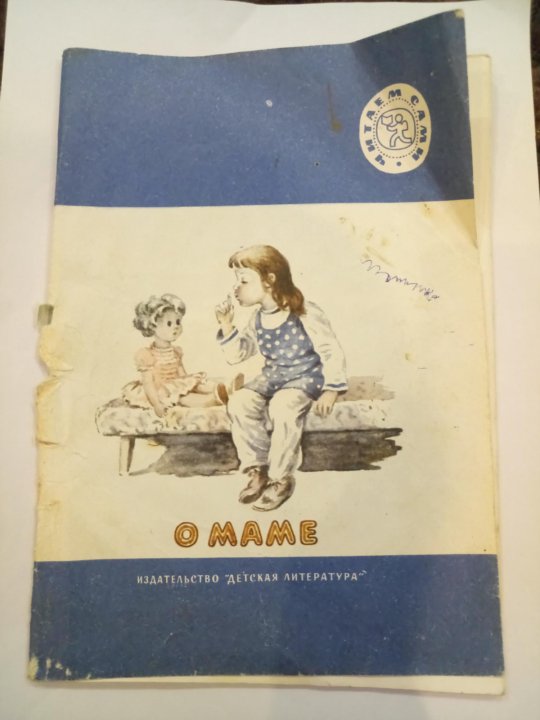 ЧИТАЕМ САМИ
О МАМЕ
ИЗДАТЕЛЬСТВО "ДЕТСКАЯ ЛИТЕРАТУРА"